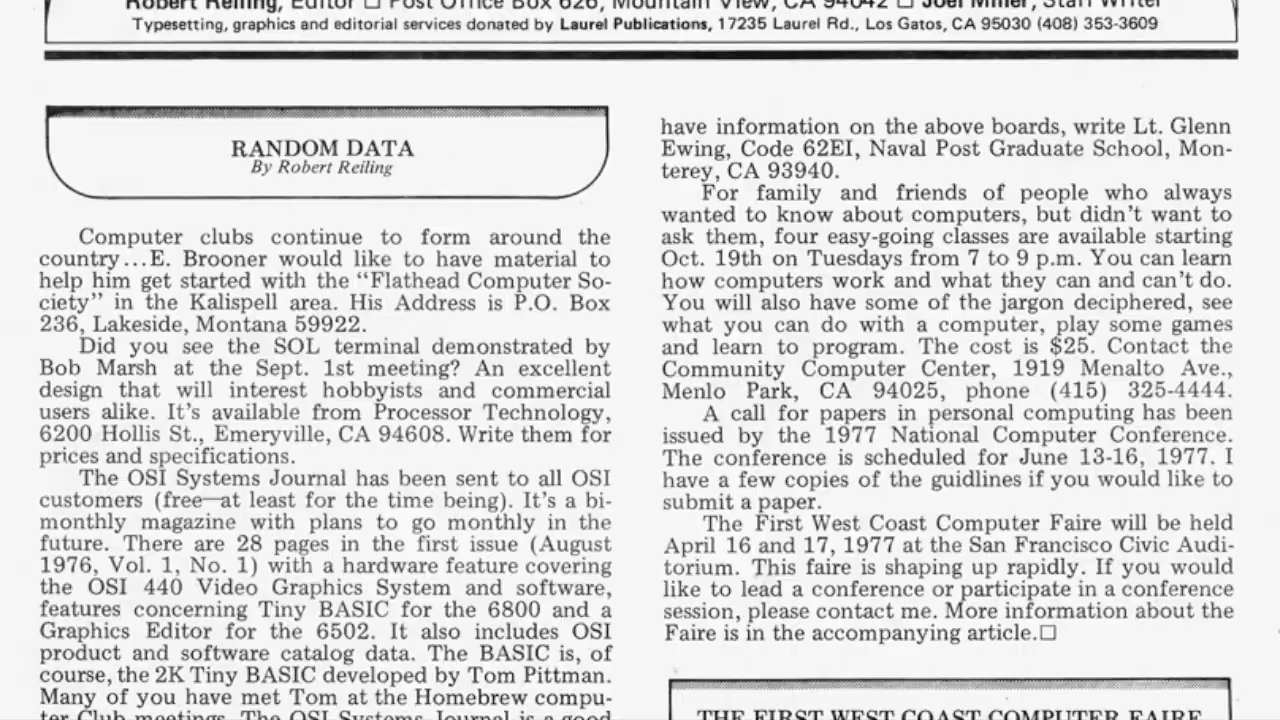 Robert Reiling, Editor □ Post Office Box 626, Mountain View, CA 94042 □ Joel Miller, Staff Writer
Typesetting, graphics and editorial services donated by Laurel Publications, 17235 Laurel Rd., Los Gatos, CA 95030 (408) 353-3609
RANDOM DATA
By Robert Reiling
Computer clubs continue to form around the
country...E. Brooner would like to have material to
help him get started with the "Flathead Computer So-
ciety" in the Kalispell area. His Address is P.O. Box
236, Lakeside, Montana 59922.
Did you see the SOL terminal demonstrated by
Bob Marsh at the Sept. 1st meeting? An excellent
design that will interest hobbyists and commercial
users alike. It's available from Processor Technology,
6200 Hollis St., Emeryville, CA 94608. Write them for
prices and specifications.
The OSI Systems Journal has been sent to all OSI
customers (free—at least for the time being). It's a bi-
monthly magazine with plans to go monthly in the
future. There are 28 pages in the first issue (August
1976, Vol. 1, No. 1) with a hardware feature covering
the OSI 440 Video Graphics System and software,
features concerning Tiny BASIC for the 6800 and a
Graphics Editor for the 6502. It also includes OSI
product and software catalog data. The BASIC is, of
course, the 2K Tiny BASIC developed by Tom Pittman.
Many of you have met Tom at the Homebrew compu-
ter Club meetings. The OSI Systems Journal is a good
have information on the above boards, write Lt. Glenn
Ewing, Code 62EI, Naval Post Graduate School, Mon-
terey, CA 93940.
For family and friends of people who always
wanted to know about computers, but didn't want to
ask them, four easy-going classes are available starting
Oct. 19th on Tuesdays from 7 to 9 p.m. You can learn
how computers work and what they can and can't do.
You will also have some of the jargon deciphered, see
what you can do with a computer, play some games
and learn to program. The cost is $25. Contact the
Community Computer Center, 1919 Menalto Ave.,
Menlo Park, CA 94025, phone (415) 325-4444.
A call for papers in personal computing has been
issued by the 1977 National Computer Conference.
The conference is scheduled for June 13-16, 1977. I
have a few copies of the guidlines if you would like to
submit a paper.
The First West Coast Computer Faire will be held
April 16 and 17, 1977 at the San Francisco Civic Audi-
torium. This faire is shaping up rapidly. If you would
like to lead a conference or participate in a conference
session, please contact me. More information about the
Faire is in the accompanying article.□
THE FIRST WEST COAST COMPUTER FAIRE